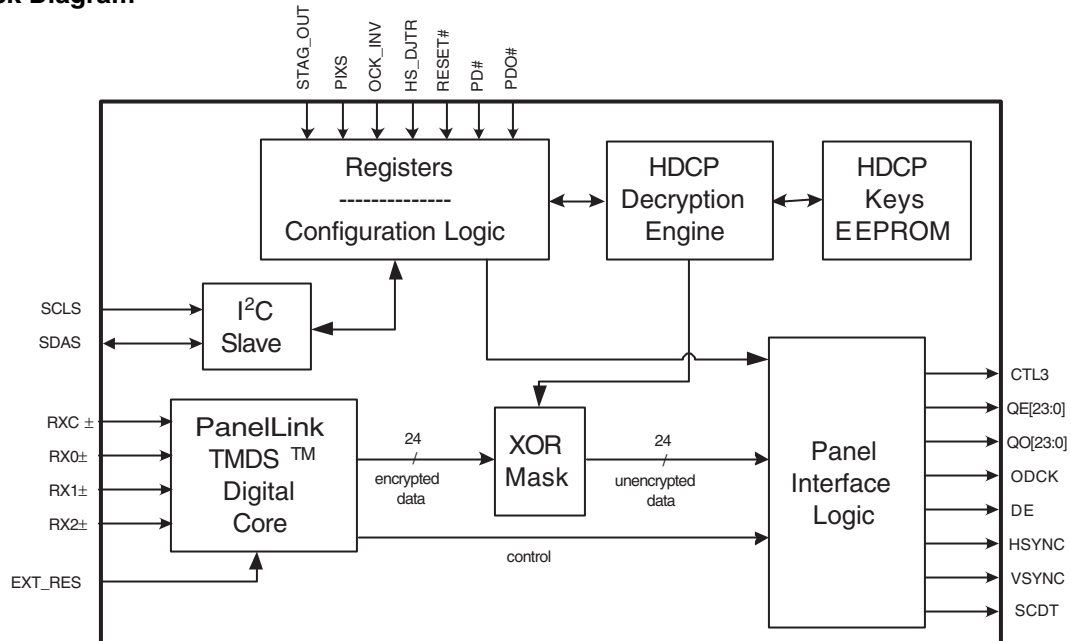 STAG_OUT
PIXS
OCK_INV
HS_DJTR
RESET#
PD#
PDO#
Registers
---------------
Configuration Logic
HDCP
Decryption
Engine
HDCP
Keys
EEPROM
SCLS
SDAS
I²C
Slave
RXC ±
RX0±
RX1±
RX2±
EXT_RES
PanelLink
TMDS ™
Digital
Core
24
encrypted
data
XOR
Mask
24
unencrypted
data
control
Panel
Interface
Logic
CTL3
QE[23:0]
QO[23:0]
ODCK
DE
HSYNC
VSYNC
SCDT